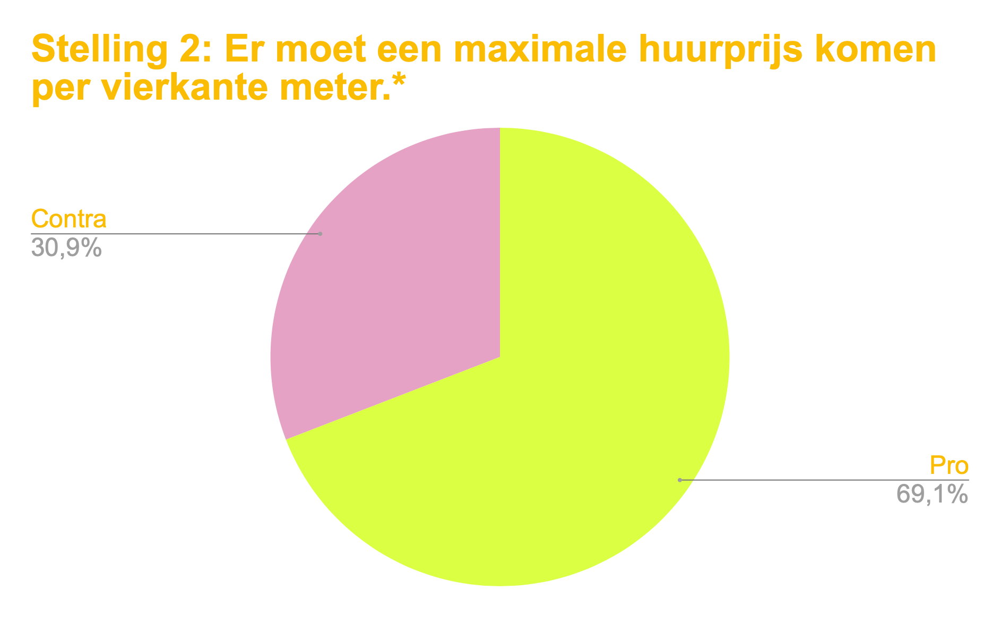 Stelling 2: Er moet een maximale huurprijs komen
per vierkante meter.*
Contra
30,9%
Pro
69,1%